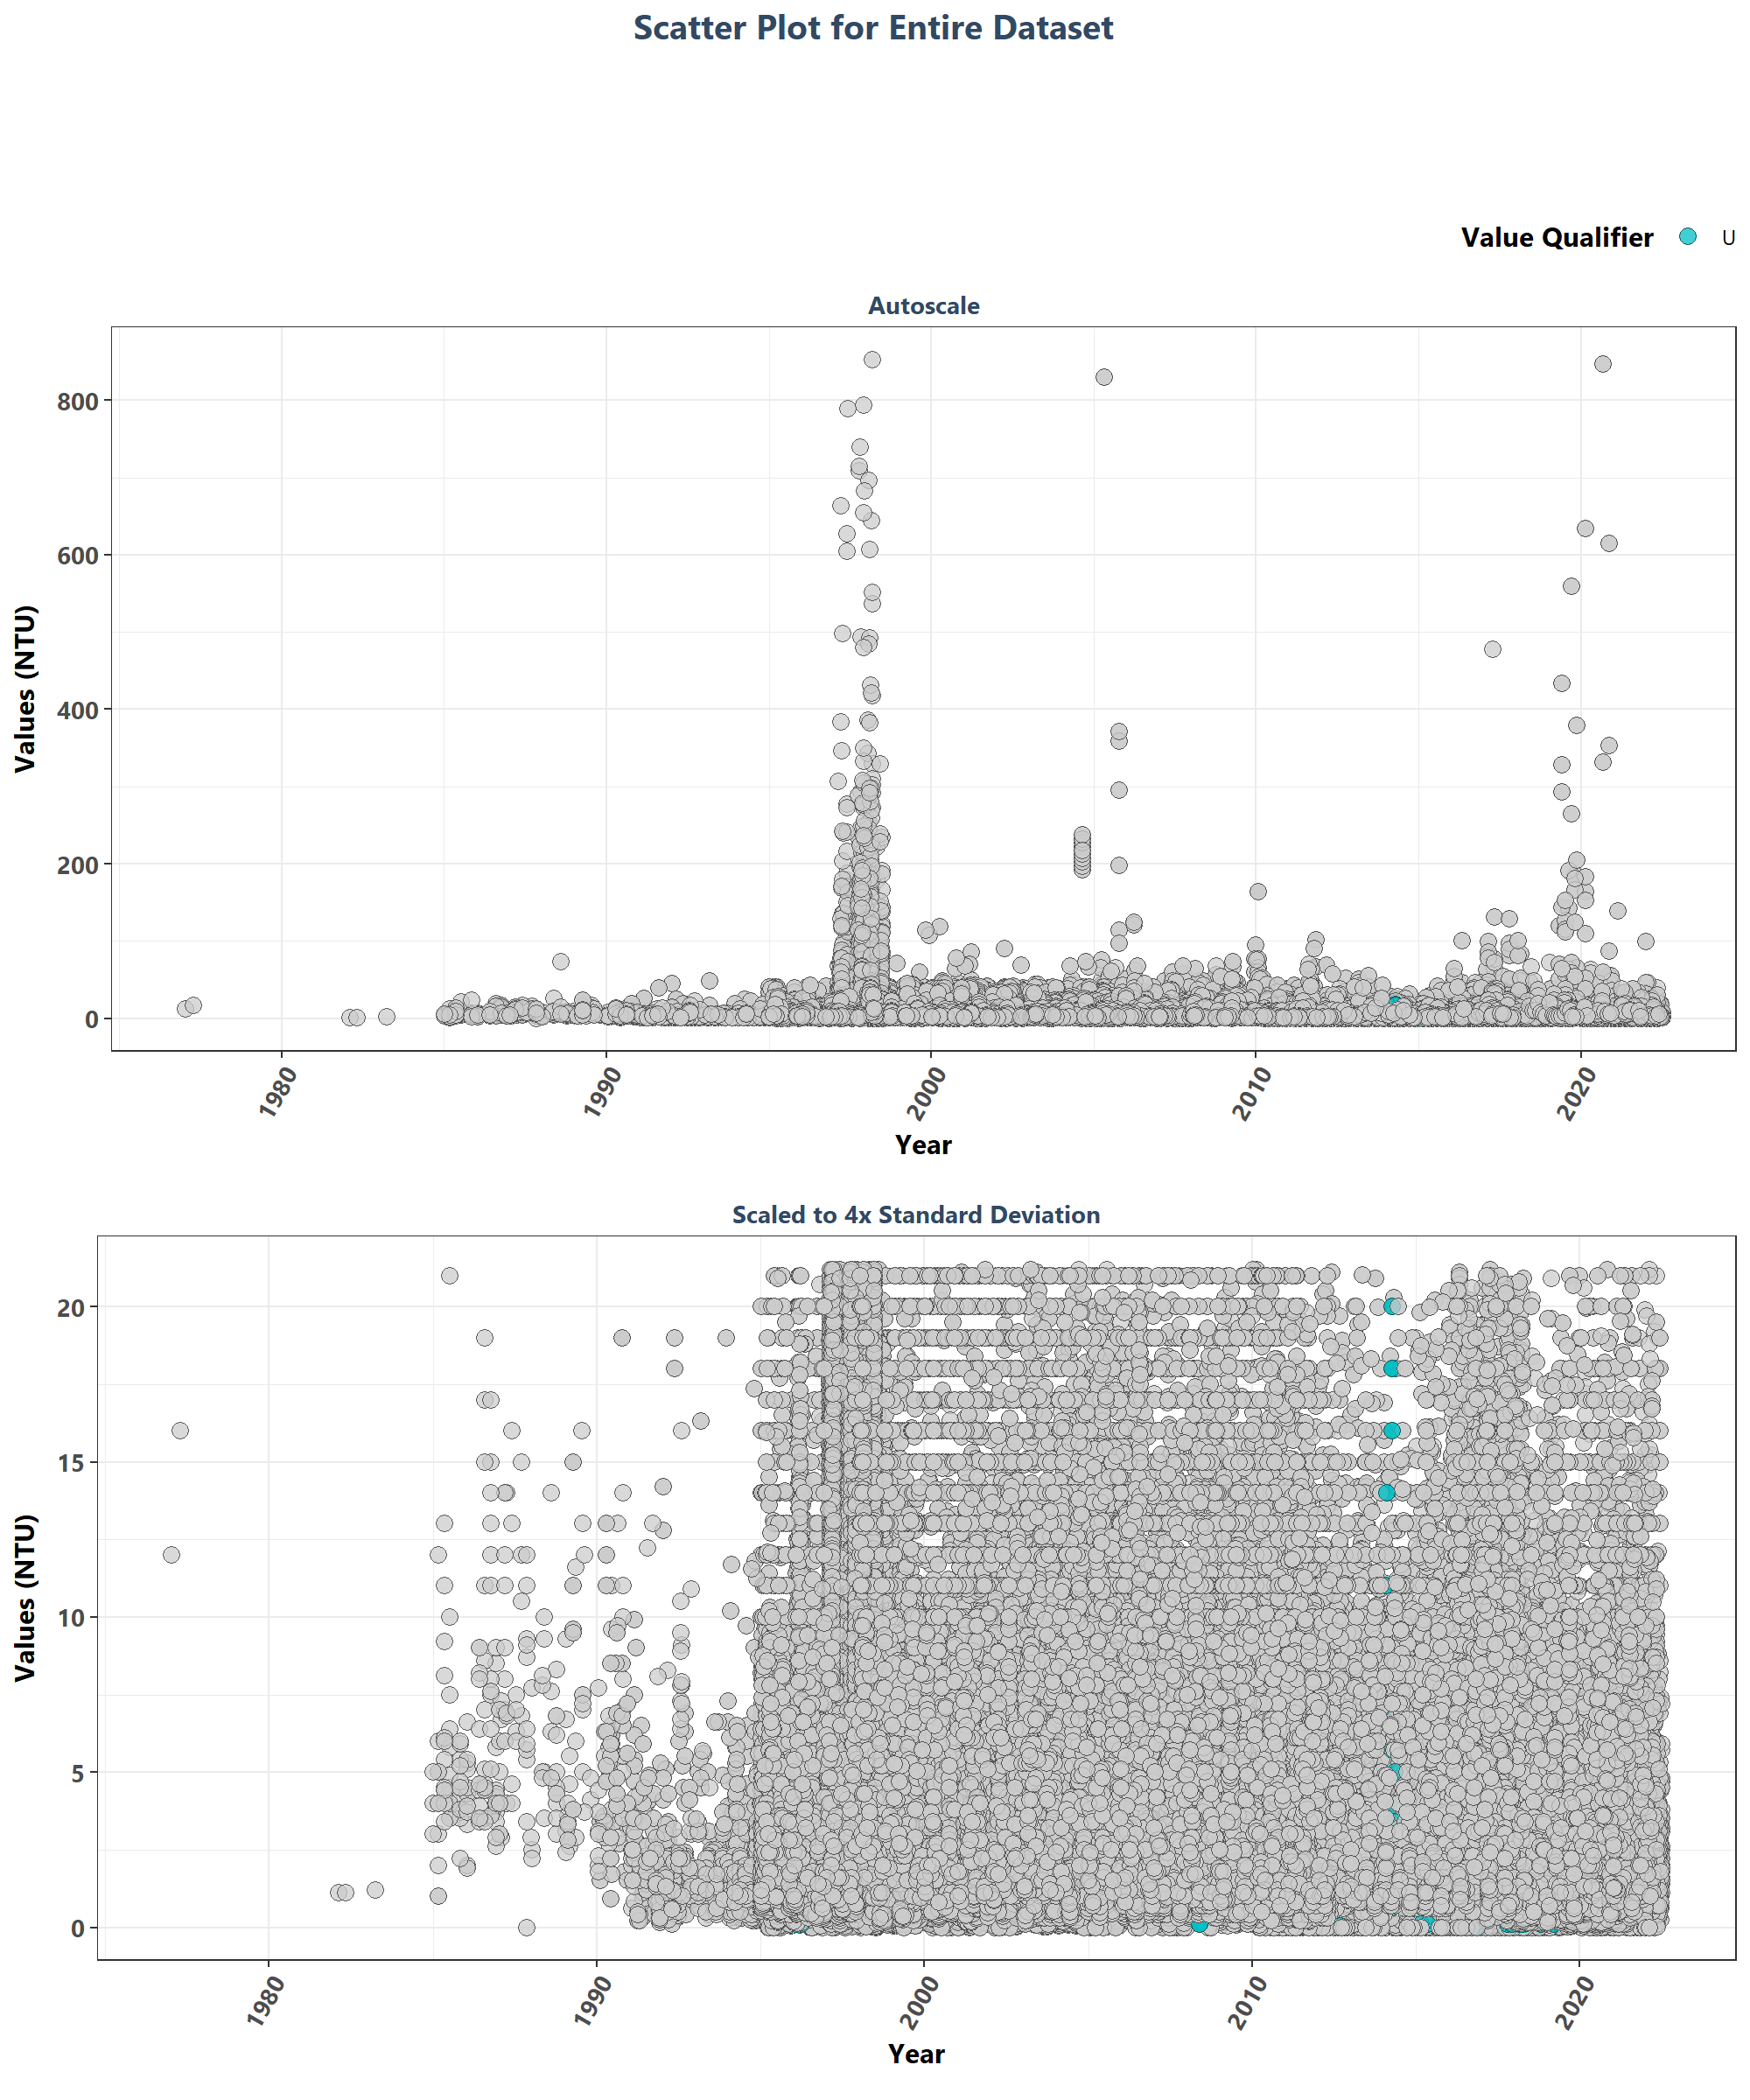 Scatter Plot for Entire Dataset
Value Qualifier U
Autoscale
Values (NTU)
800
600
400
200
0
1980 1990 2000 2010 2020
Year
Scaled to 4x Standard Deviation
Values (NTU)
20
15
10
5
0
1980 1990 2000 2010 2020
Year